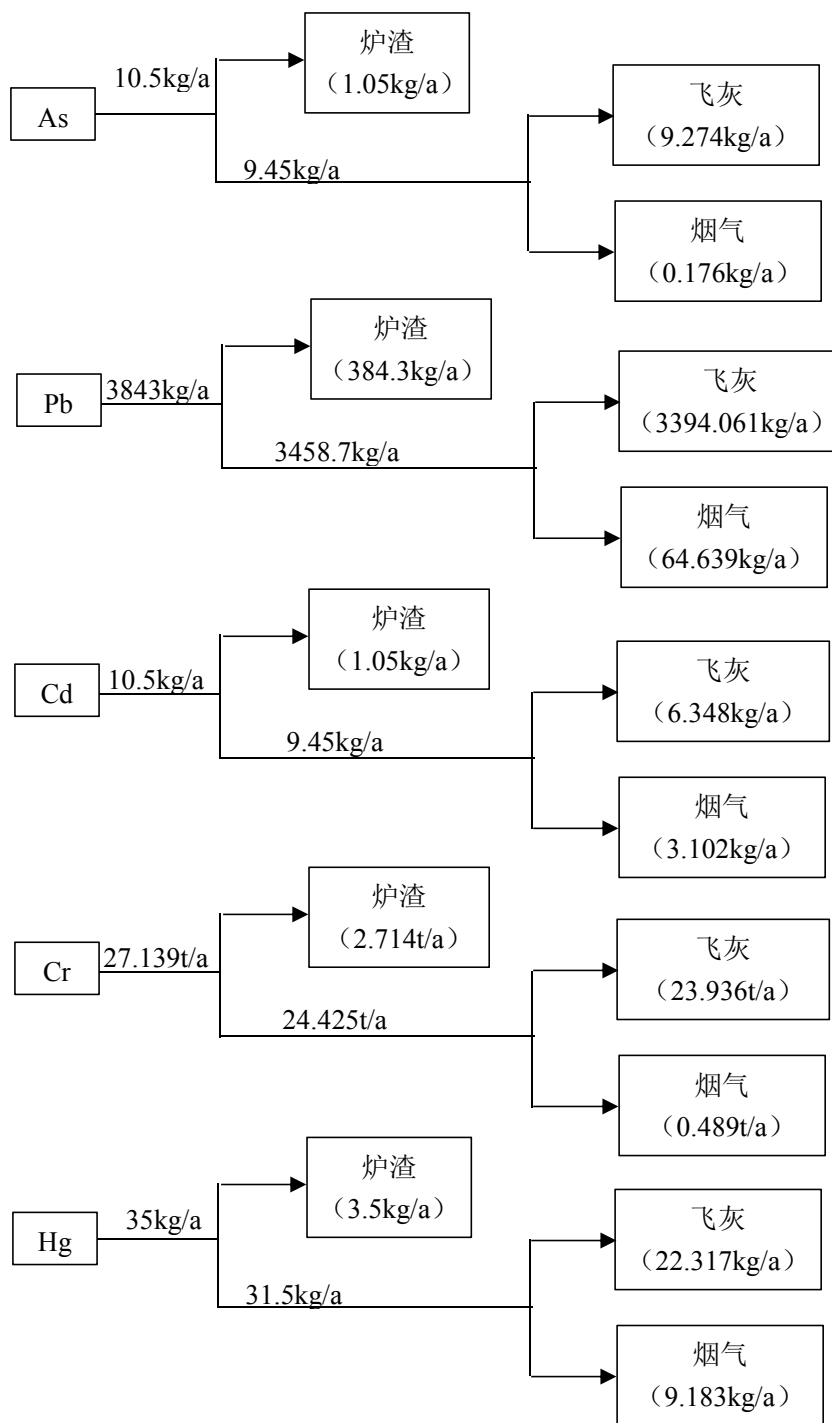 炉渣
（1.05kg/a）
10.5kg/a
As
9.45kg/a
飞灰
（9.274kg/a）
烟气
（0.176kg/a）
炉渣
（384.3kg/a）
Pb
3843kg/a
3458.7kg/a
飞灰
（3394.061kg/a）
烟气
（64.639kg/a）
炉渣
（1.05kg/a）
Cd
10.5kg/a
9.45kg/a
飞灰
（6.348kg/a）
烟气
（3.102kg/a）
炉渣
（2.714t/a）
Cr
27.139t/a
24.425t/a
飞灰
（23.936t/a）
烟气
（0.489t/a）
炉渣
（3.5kg/a）
Hg
35kg/a
31.5kg/a
飞灰
（22.317kg/a）
烟气
（9.183kg/a）